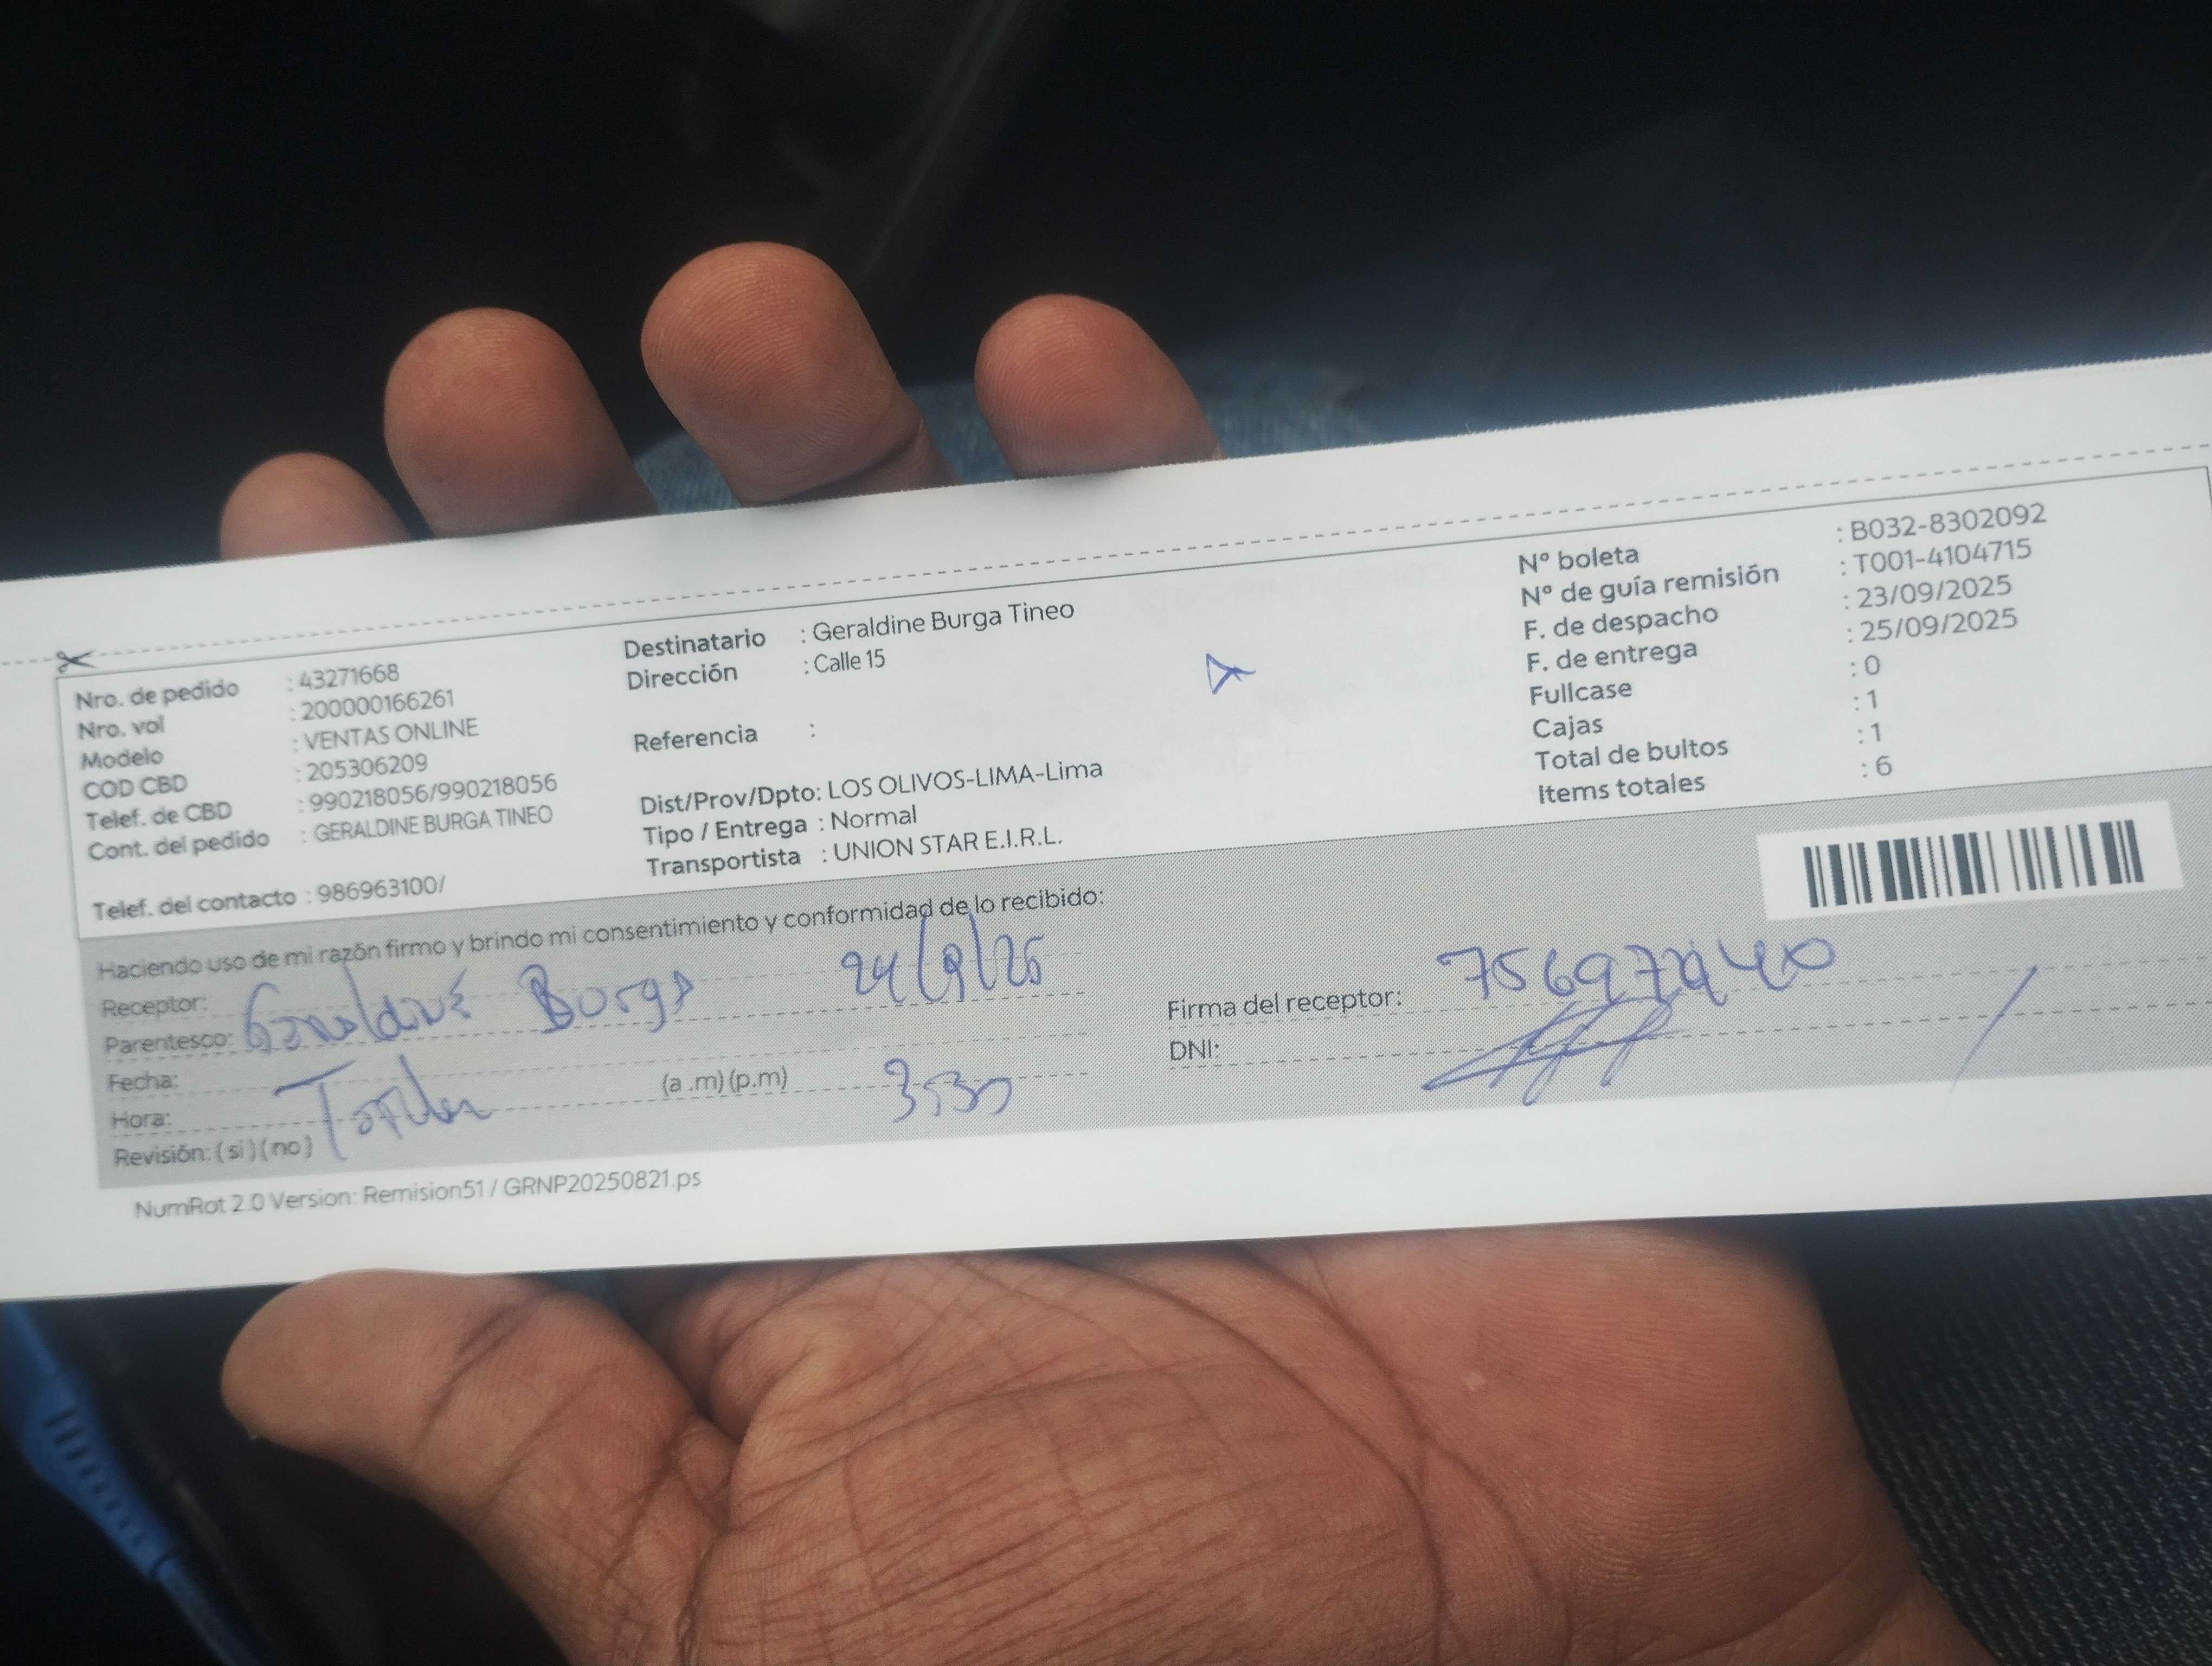 Nro. de pedido : 43271668
Nro. vol : 200000166261
Modelo : VENTAS ONLINE
COD CBD : 205306209
Telef. de CBD : 990218056/990218056
Cont. del pedido : GERALDINE BURGA TINEO
Telef. del contacto : 986963100/
Destinatario : Geraldine Burga Tineo
Dirección : Calle 15
Referencia :
Dist/Prov/Dpto: LOS OLIVOS-LIMA-Lima
Tipo / Entrega : Normal
Transportista : UNION STAR E.I.R.L.
Nº boleta : B032-8302092
Nº de guía remisión : T001-4104715
F. de despacho : 23/09/2025
F. de entrega : 25/09/2025
Fullcase : 0
Cajas : 1
Total de bultos : 1
Items totales : 6
Haciendo uso de mi razón firmo y brindo mi consentimiento y conformidad de lo recibido:
Receptor: Geraldine Burga 24/9/25
Parentesco:
Fecha:
Hora: (a .m) (p.m) 3:30
Revisión: ( si ) ( no )
Firma del receptor:
DNI:
NumRot 2.0 Version: Remision51 / GRNP20250821.ps